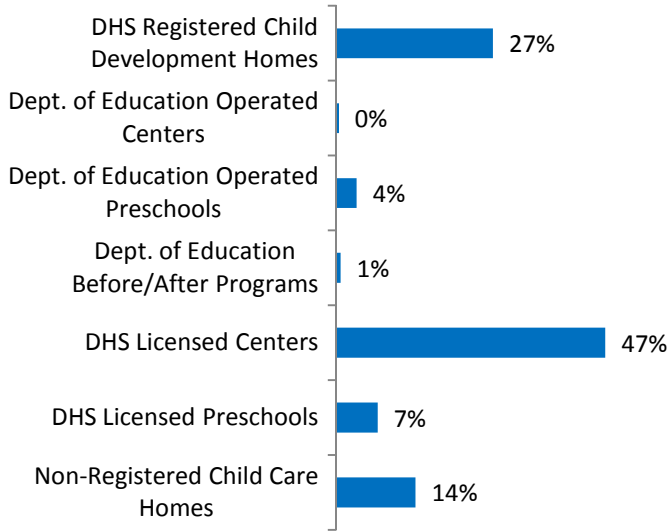 DHS Registered Child
Development Homes
27%
Dept. of Education Operated
Centers
0%
Dept. of Education Operated
Preschools
4%
Dept. of Education
Before/After Programs
1%
DHS Licensed Centers
47%
DHS Licensed Preschools
7%
Non-Registered Child Care
Homes
14%